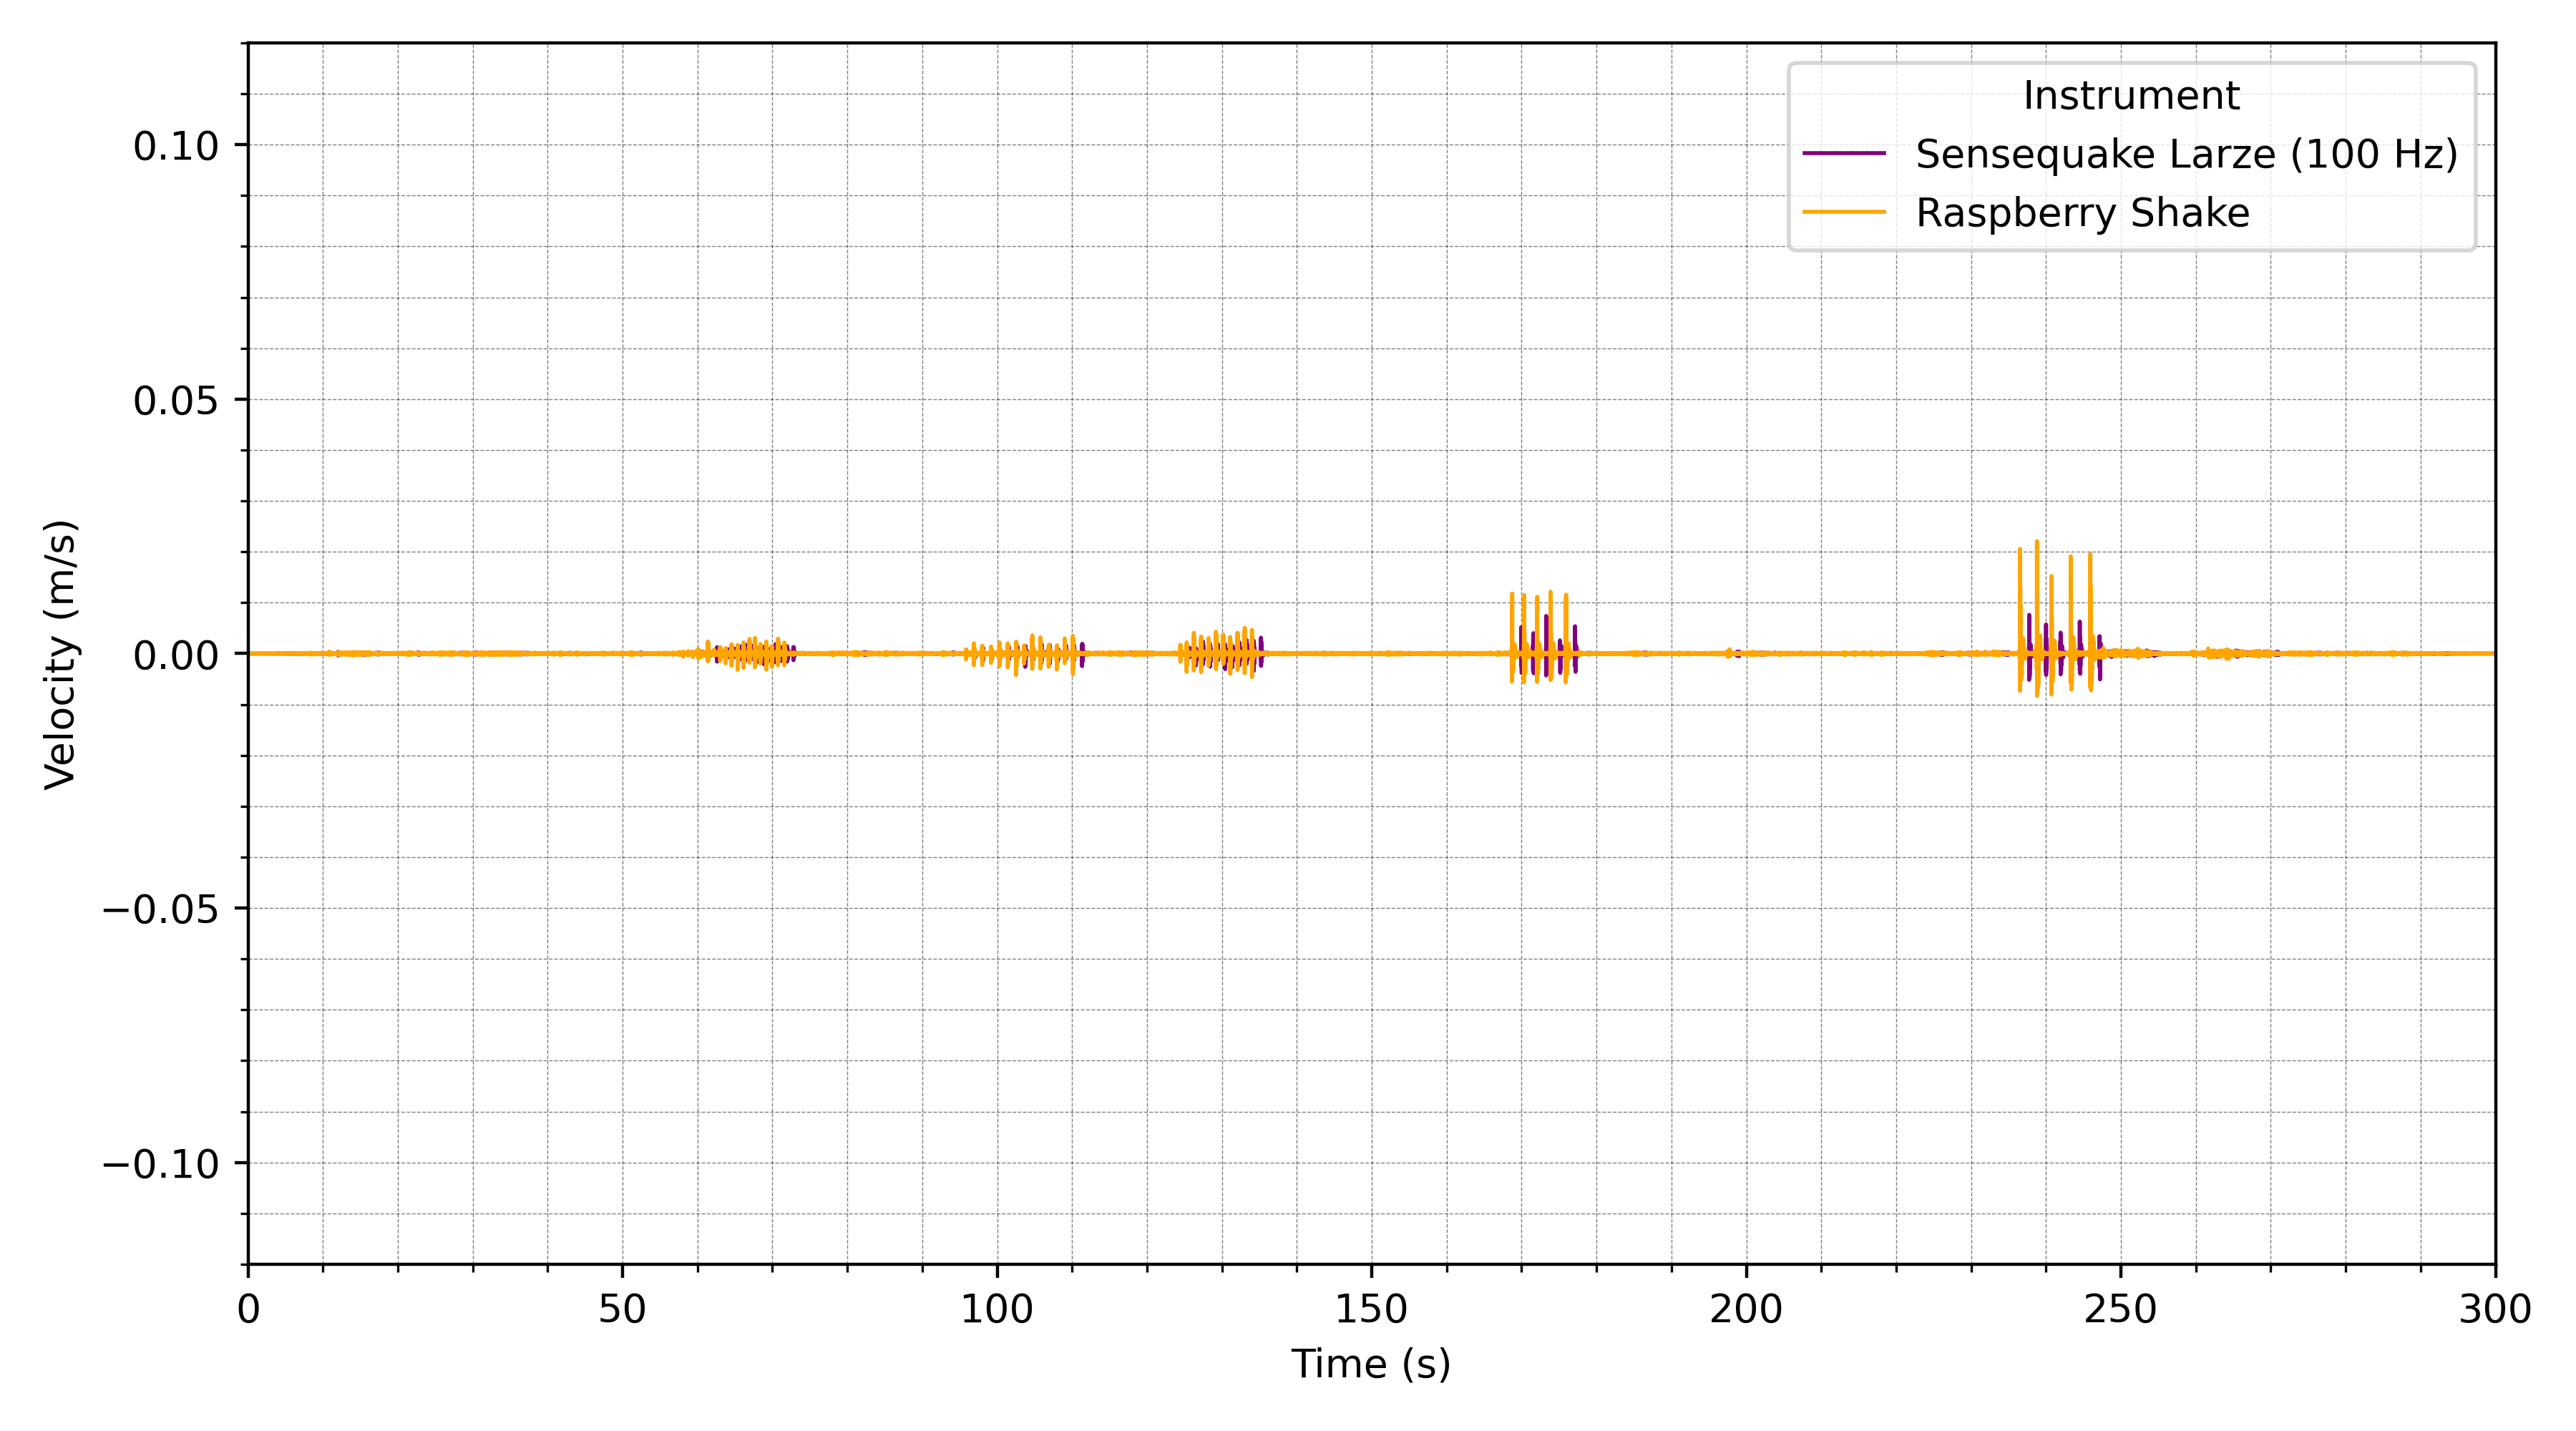 Instrument
Sensequake Larze (100 Hz)
Raspberry Shake
0.10
0.05
0.00
−0.05
−0.10
Velocity (m/s)
0 50 100 150 200 250 300
Time (s)